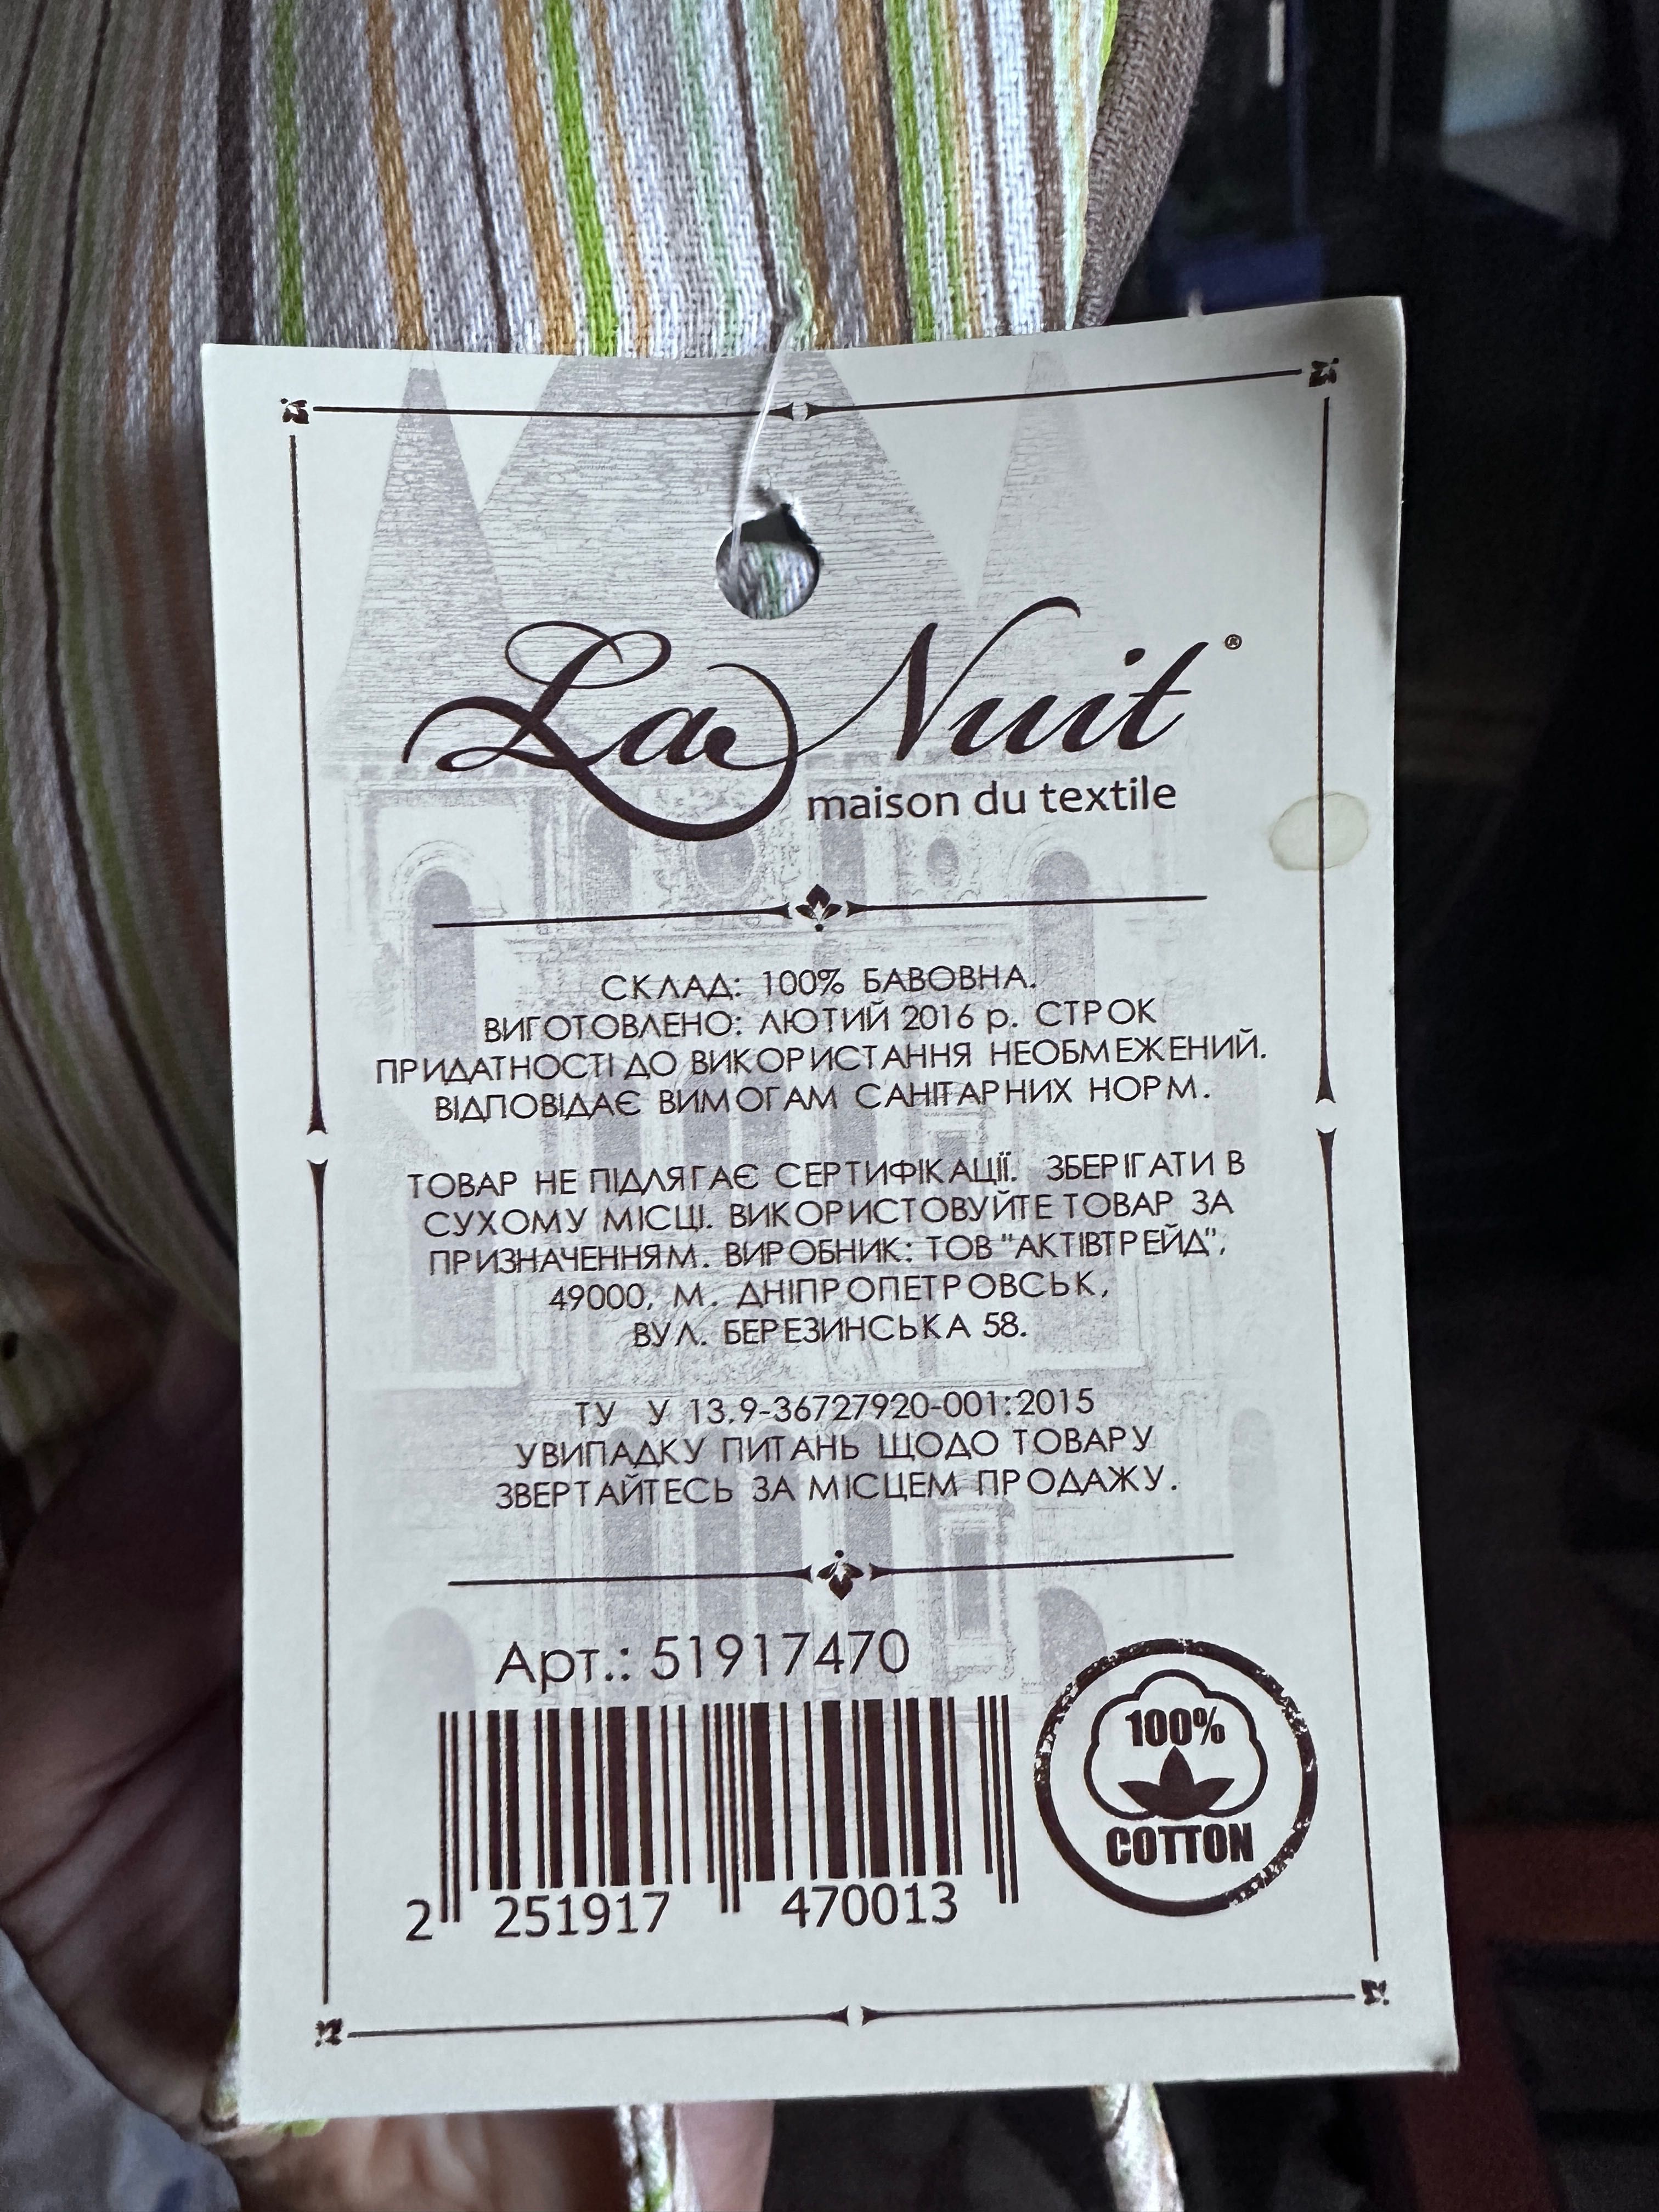 La Nuit®
maison du textile
СКЛАД: 100% БАВОВНА.
ВИГОТОВЛЕНО: ЛЮТИЙ 2016 р. СТРОК
ПРИДАТНОСТІ ДО ВИКОРИСТАННЯ НЕОБМЕЖЕНИЙ.
ВІДПОВІДАЄ ВИМОГАМ САНІТАРНИХ НОРМ.
ТОВАР НЕ ПІДЛЯГАЄ СЕРТИФІКАЦІЇ. ЗБЕРІГАТИ В
СУХОМУ МІСЦІ. ВИКОРИСТОВУЙТЕ ТОВАР ЗА
ПРИЗНАЧЕННЯМ. ВИРОБНИК: ТОВ "АКТІВТРЕЙД",
49000, М. ДНІПРОПЕТРОВСЬК,
ВУЛ. БЕРЕЗИНСЬКА 58.
ТУ У 13.9-36727920-001:2015
У ВИПАДКУ ПИТАНЬ ЩОДО ТОВАРУ
ЗВЕРТАЙТЕСЬ ЗА МІСЦЕМ ПРОДАЖУ.
Арт.: 51917470
100%
COTTON
2 251917 470013